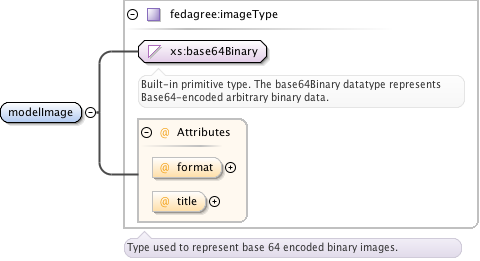 fedagree:imageType
xs:base64Binary
Built-in primitive type. The base64Binary datatype represents
Base64-encoded arbitrary binary data.
modelImage
@ Attributes
@ format
@ title
Type used to represent base 64 encoded binary images.